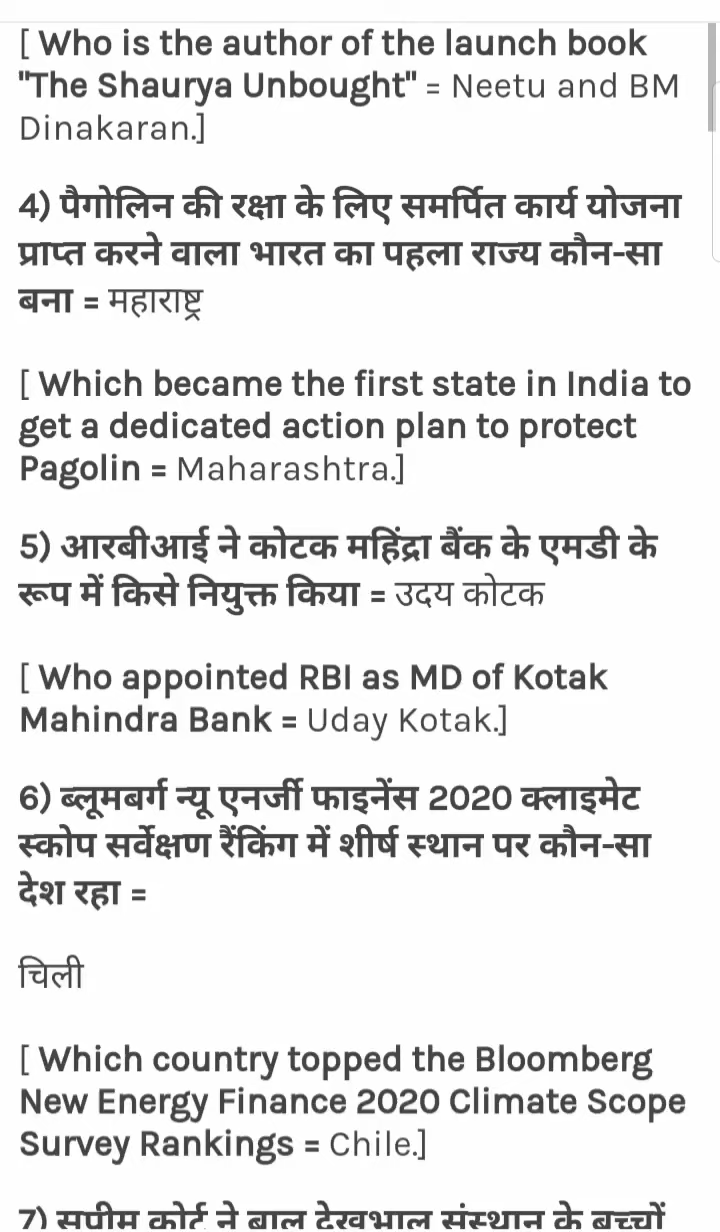 [ Who is the author of the launch book
"The Shaurya Unbought" = Neetu and BM
Dinakaran.]
4) पैगोलिन की रक्षा के लिए समर्पित कार्य योजना
प्राप्त करने वाला भारत का पहला राज्य कौन-सा
बना = महाराष्ट्र
[ Which became the first state in India to
get a dedicated action plan to protect
Pagolin = Maharashtra.]
5) आरबीआई ने कोटक महिंद्रा बैंक के एमडी के
रूप में किसे नियुक्त किया = उदय कोटक
[ Who appointed RBI as MD of Kotak
Mahindra Bank = Uday Kotak.]
6) ब्लूमबर्ग न्यू एनर्जी फाइनेंस 2020 क्लाइमेट
स्कोप सर्वेक्षण रैंकिंग में शीर्ष स्थान पर कौन-सा
देश रहा =
चिली
[ Which country topped the Bloomberg
New Energy Finance 2020 Climate Scope
Survey Rankings = Chile.]
7) सुप्रीम कोर्ट ने बाल देखभाल संस्थान के बच्चों